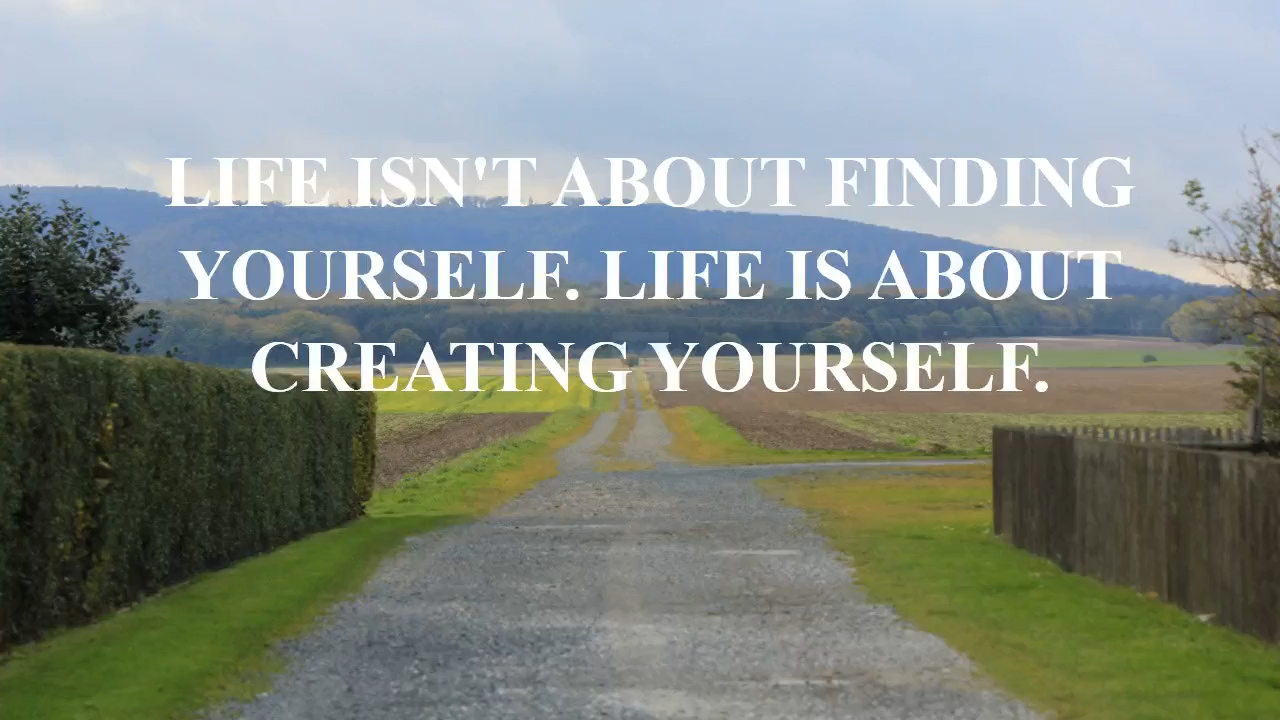 LIFE ISN'T ABOUT FINDING
YOURSELF. LIFE IS ABOUT
CREATING YOURSELF.